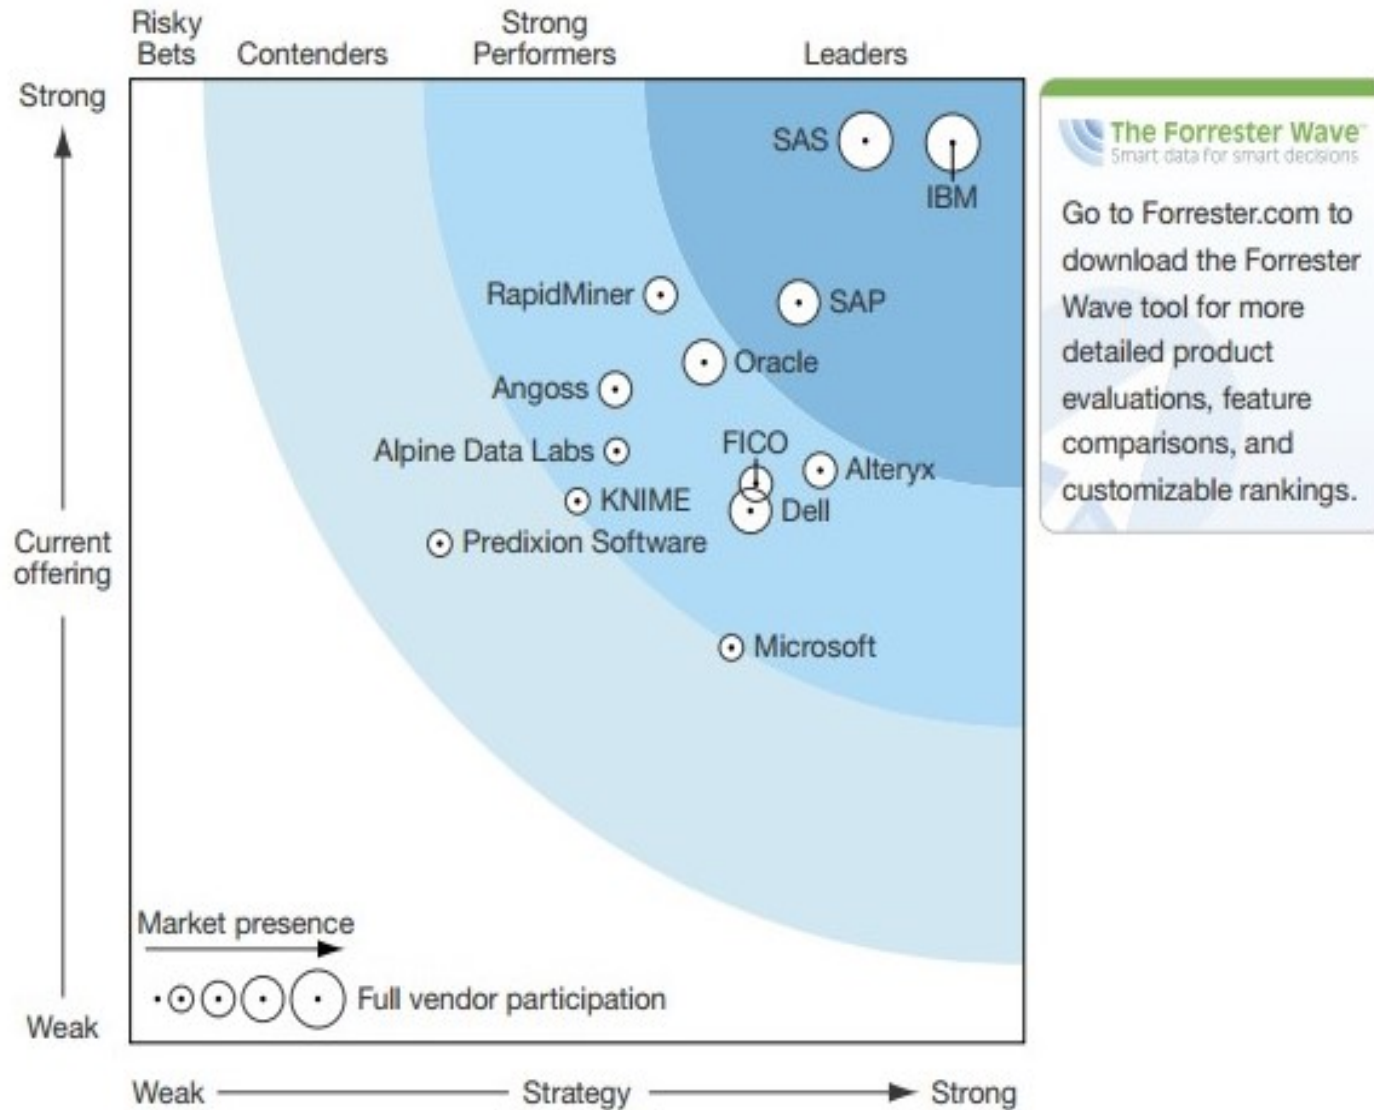 Risky
Bets
Contenders
Strong
Performers
Leaders
Strong
SAS
IBM
RapidMiner
SAP
Oracle
Angoss
Alpine Data Labs
FICO
Alteryx
KNIME
Dell
Predixion Software
Current
offering
Microsoft
Market presence
Full vendor participation
Weak
Weak
Strategy
Strong
The Forrester Wave™
Smart data for smart decisions
Go to Forrester.com to
download the Forrester
Wave tool for more
detailed product
evaluations, feature
comparisons, and
customizable rankings.